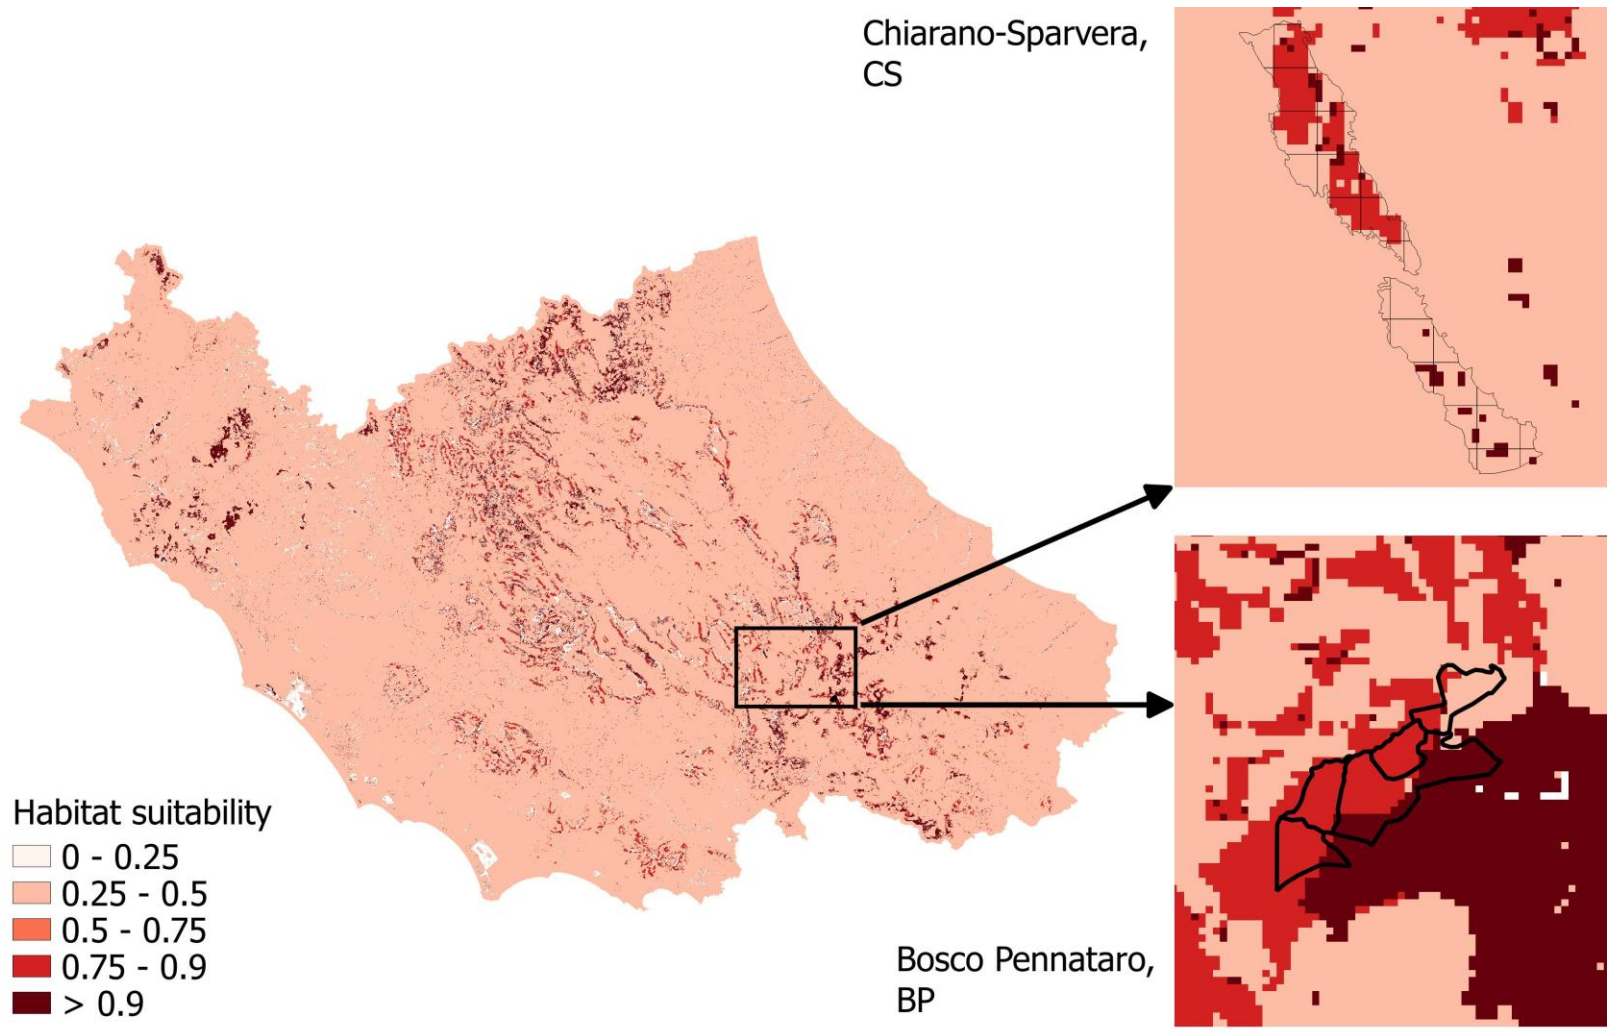 Chiarano-Sparvera,
CS
Habitat suitability
0 - 0.25
0.25 - 0.5
0.5 - 0.75
0.75 - 0.9
> 0.9
Bosco Pennataro,
BP